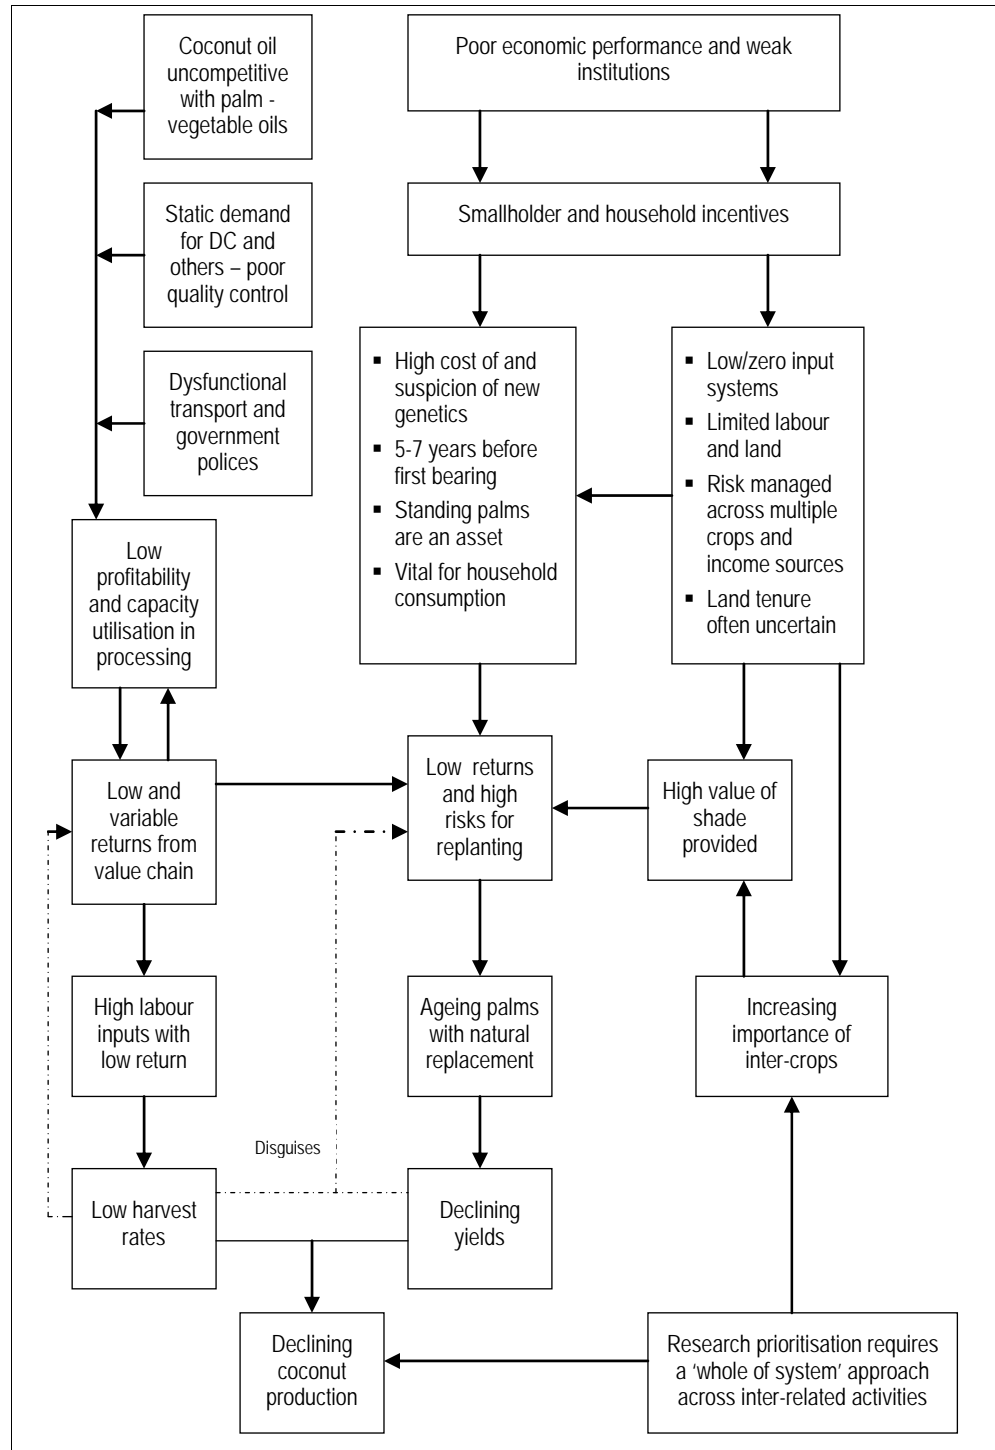 Coconut oil
uncompetitive
with palm -
vegetable oils
Poor economic performance and weak
institutions
Static demand
for DC and
others – poor
quality control
Smallholder and household incentives
Dysfunctional
transport and
government
polices
▪ High cost of and
suspicion of new
genetics
▪ 5-7 years before
first bearing
▪ Standing palms
are an asset
▪ Vital for household
consumption
▪ Low/zero input
systems
▪ Limited labour
and land
▪ Risk managed
across multiple
crops and
income sources
▪ Land tenure
often uncertain
Low
profitability
and capacity
utilisation in
processing
Low and
variable
returns from
value chain
Low returns
and high
risks for
replanting
High value of
shade
provided
High labour
inputs with
low return
Ageing palms
with natural
replacement
Increasing
importance of
inter-crops
Disguises
Low harvest
rates
Declining
yields
Declining
coconut
production
Research prioritisation requires
a ‘whole of system’ approach
across inter-related activities